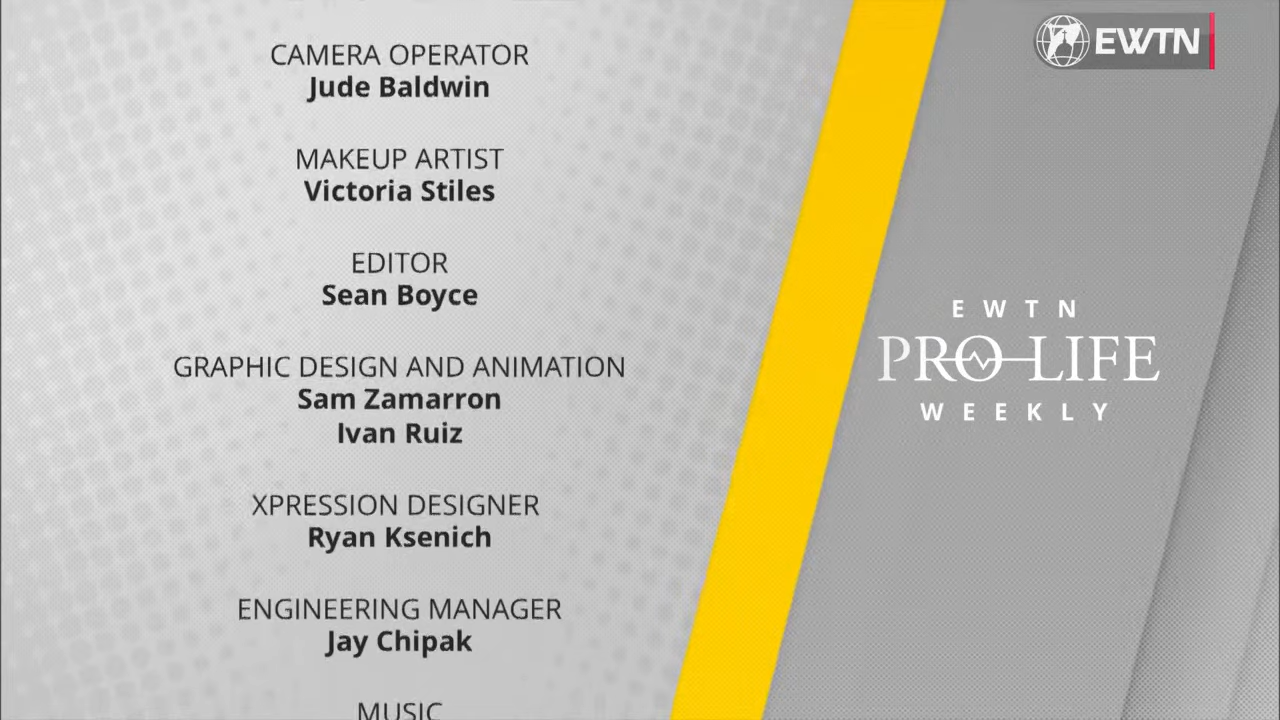 CAMERA OPERATOR
Jude Baldwin
MAKEUP ARTIST
Victoria Stiles
EDITOR
Sean Boyce
GRAPHIC DESIGN AND ANIMATION
Sam Zamarron
Ivan Ruiz
XPRESSION DESIGNER
Ryan Ksenich
ENGINEERING MANAGER
Jay Chipak
MUSIC
EWTN
EWTN
PRO-LIFE
WEEKLY